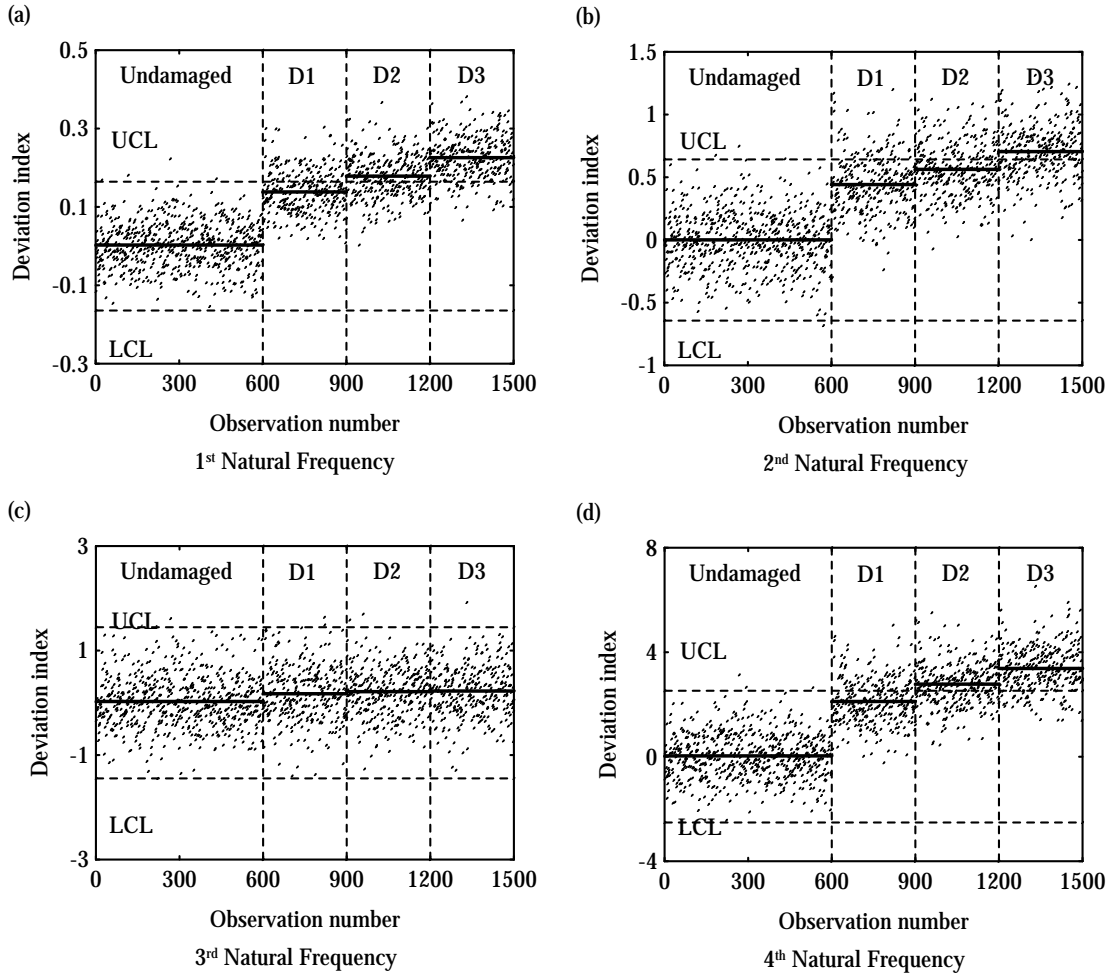 (a)
0.5
0.3
0.1
-0.1
-0.3
Deviation index
Undamaged D1 D2 D3
UCL
LCL
0 300 600 900 1200 1500
Observation number
1st Natural Frequency
(b)
1.5
1
0.5
0
-0.5
-1
Deviation index
Undamaged D1 D2 D3
UCL
LCL
0 300 600 900 1200 1500
Observation number
2nd Natural Frequency
(c)
3
1
-1
-3
Deviation index
Undamaged D1 D2 D3
UCL
LCL
0 300 600 900 1200 1500
Observation number
3rd Natural Frequency
(d)
8
4
0
-4
Deviation index
Undamaged D1 D2 D3
UCL
LCL
0 300 600 900 1200 1500
Observation number
4th Natural Frequency